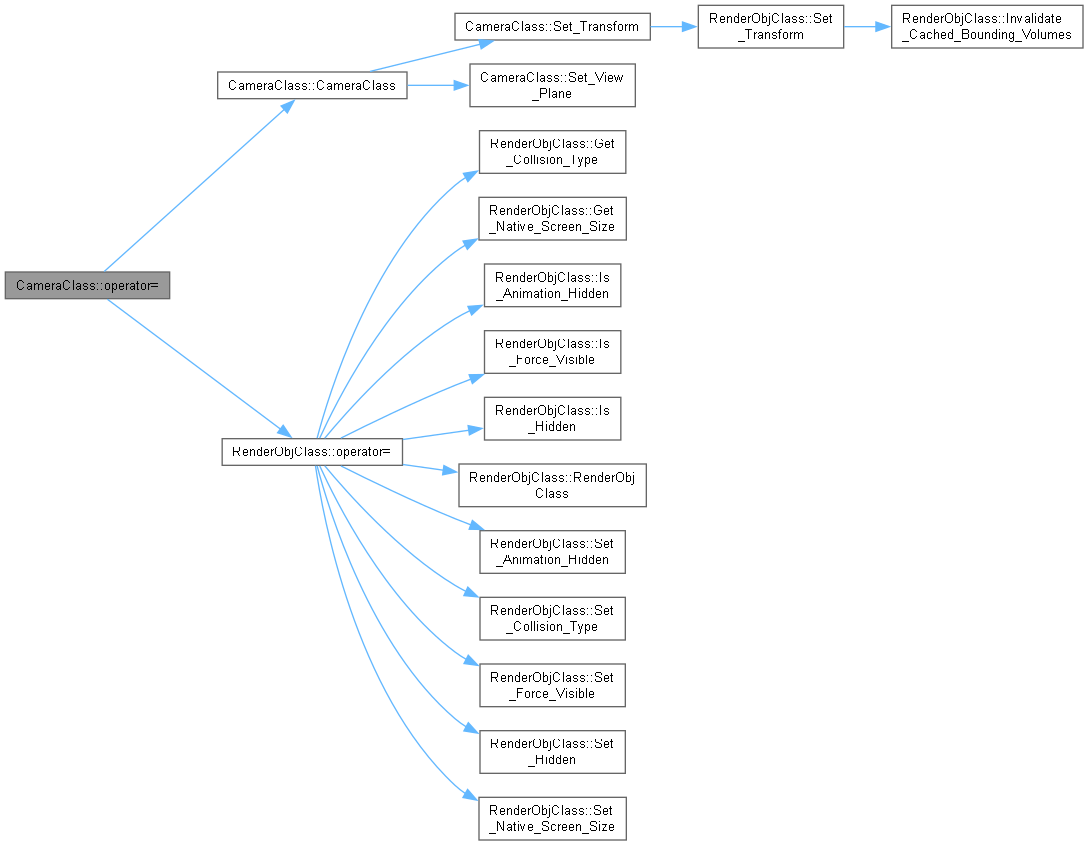 CameraClass::operator=
CameraClass::CameraClass
CameraClass::Set_Transform
RenderObjClass::Set
_Transform
RenderObjClass::Invalidate
_Cached_Bounding_Volumes
CameraClass::Set_View
_Plane
RenderObjClass::operator=
RenderObjClass::Get
_Collision_Type
RenderObjClass::Get
_Native_Screen_Size
RenderObjClass::Is
_Animation_Hidden
RenderObjClass::Is
_Force_Visible
RenderObjClass::Is
_Hidden
RenderObjClass::RenderObj
Class
RenderObjClass::Set
_Animation_Hidden
RenderObjClass::Set
_Collision_Type
RenderObjClass::Set
_Force_Visible
RenderObjClass::Set
_Hidden
RenderObjClass::Set
_Native_Screen_Size